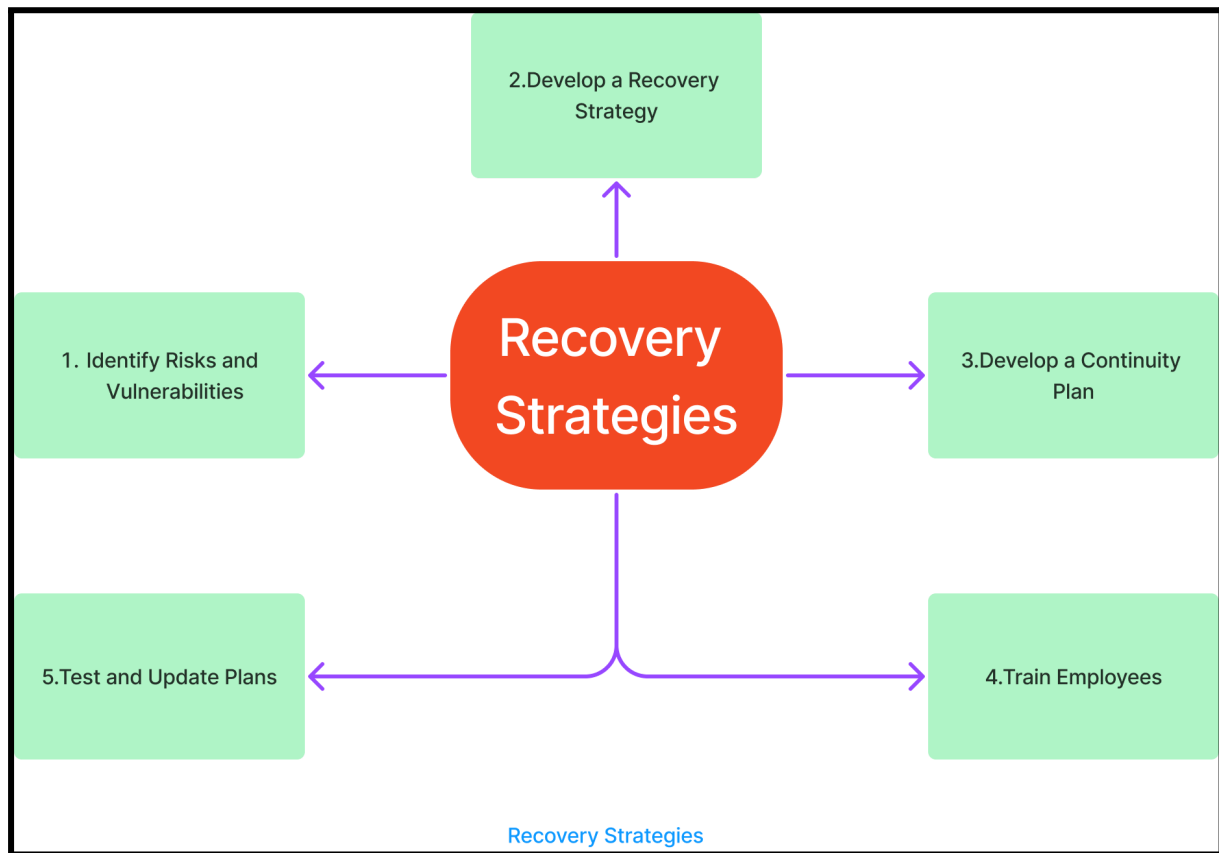 2.Develop a Recovery
Strategy
Recovery
Strategies
1. Identify Risks and
Vulnerabilities
3.Develop a Continuity
Plan
5.Test and Update Plans
4.Train Employees
Recovery Strategies